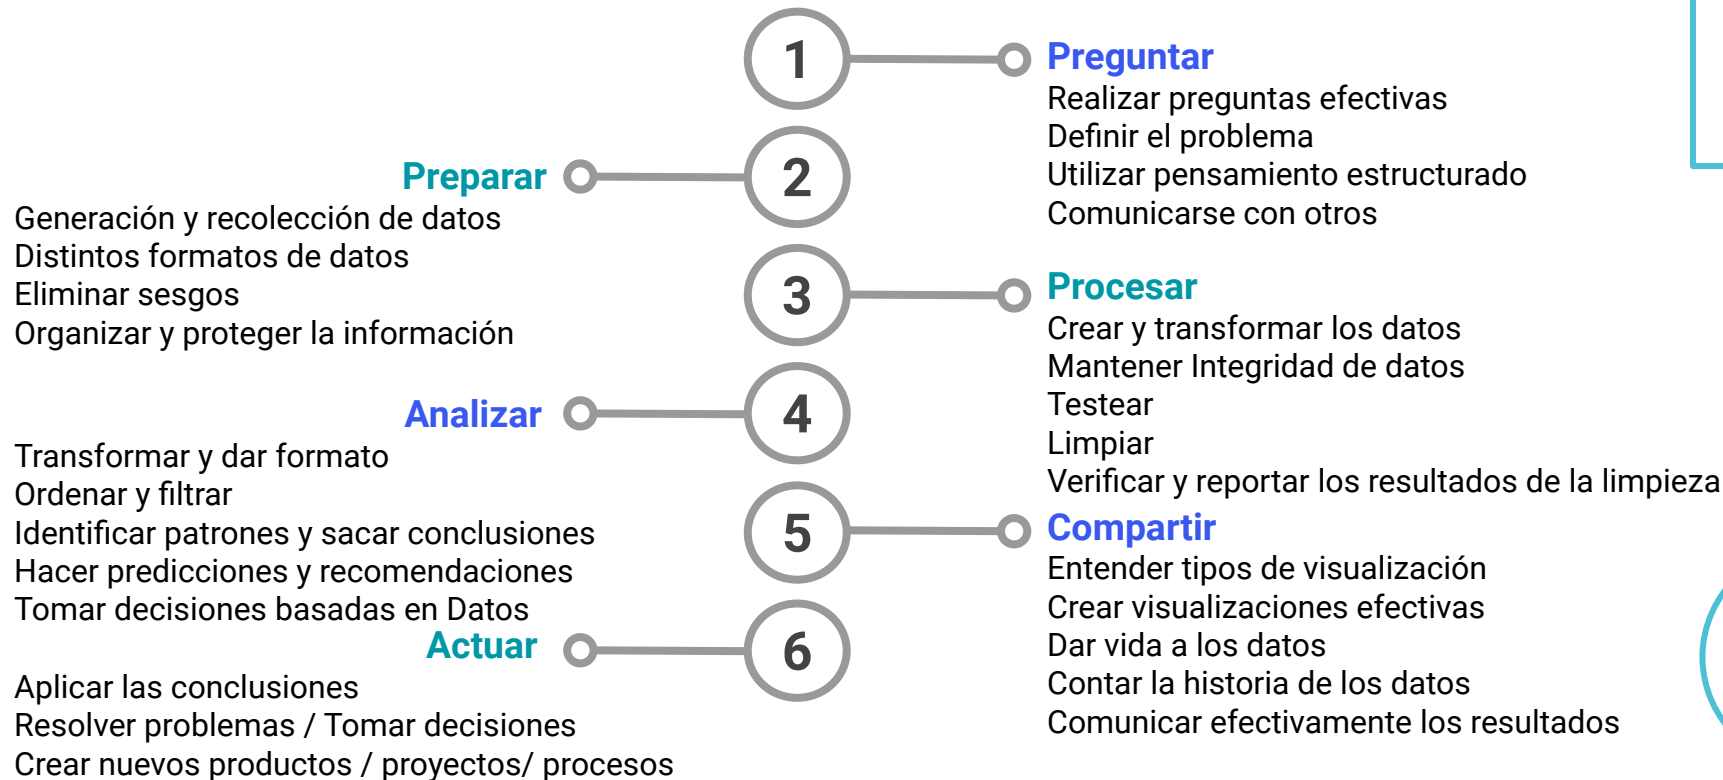 1
Preguntar
Realizar preguntas efectivas
Definir el problema
Utilizar pensamiento estructurado
Comunicarse con otros
2
Preparar
Generación y recolección de datos
Distintos formatos de datos
Eliminar sesgos
Organizar y proteger la información
3
Procesar
Crear y transformar los datos
Mantener Integridad de datos
Testear
Limpiar
Verificar y reportar los resultados de la limpieza
4
Analizar
Transformar y dar formato
Ordenar y filtrar
Identificar patrones y sacar conclusiones
Hacer predicciones y recomendaciones
Tomar decisiones basadas en Datos
5
Compartir
Entender tipos de visualización
Crear visualizaciones efectivas
Dar vida a los datos
Contar la historia de los datos
Comunicar efectivamente los resultados
6
Actuar
Aplicar las conclusiones
Resolver problemas / Tomar decisiones
Crear nuevos productos / proyectos/ procesos